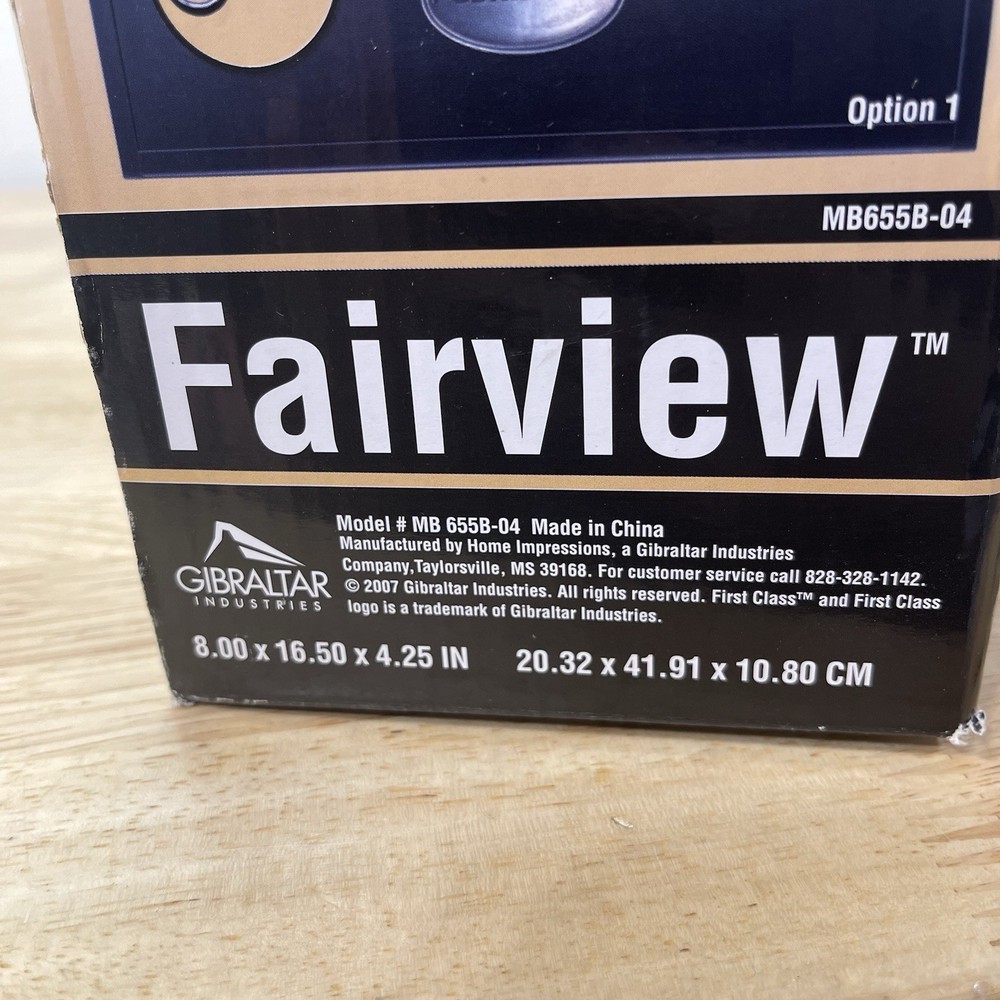 Option 1
MB655B-04
Fairview™
Model # MB 655B-04 Made in China
Manufactured by Home Impressions, a Gibraltar Industries
Company,Taylorsville, MS 39168. For customer service call 828-328-1142.
© 2007 Gibraltar Industries. All rights reserved. First Class™ and First Class
logo is a trademark of Gibraltar Industries.
GIBRALTAR
INDUSTRIES
8.00 x 16.50 x 4.25 IN 20.32 x 41.91 x 10.80 CM